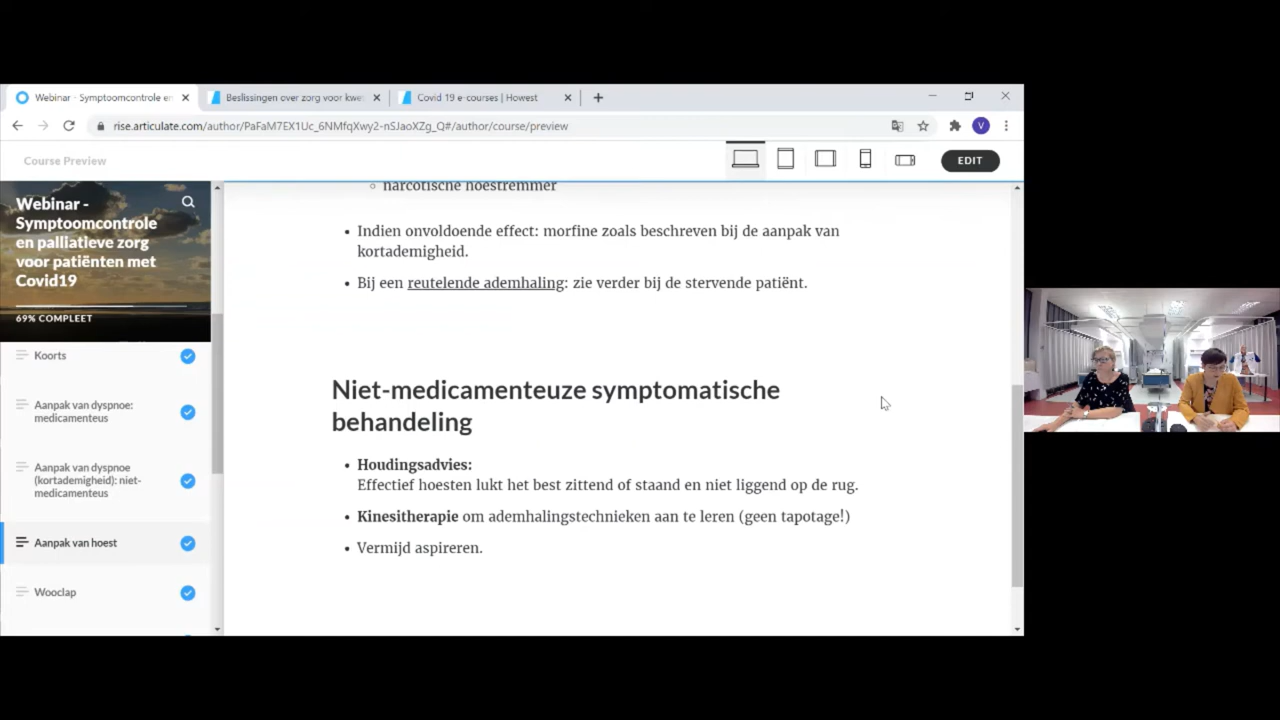 Webinar - Symptoomcontrole en
Beslissingen over zorg voor kwe
Covid 19 e-courses | Howest
rise.articulate.com/author/PaFaM7EX1Uc_6NMfqXwy2-nSJaoXZg_Q#/author/course/preview
V
Course Preview
EDIT
Webinar -
Symptoomcontrole
en palliatieve zorg
voor patiënten met
Covid19
69% COMPLEET
Koorts
Aanpak van dyspnoe:
medicamenteus
Aanpak van dyspnoe
(kortademigheid): niet-
medicamenteus
Aanpak van hoest
Wooclap
narcotische hoestremmer
Indien onvoldoende effect: morfine zoals beschreven bij de aanpak van
kortademigheid.
Bij een reutelende ademhaling: zie verder bij de stervende patiënt.
Niet-medicamenteuze symptomatische
behandeling
Houdingsadvies:
Effectief hoesten lukt het best zittend of staand en niet liggend op de rug.
Kinesitherapie om ademhalingstechnieken aan te leren (geen tapotage!)
Vermijd aspireren.